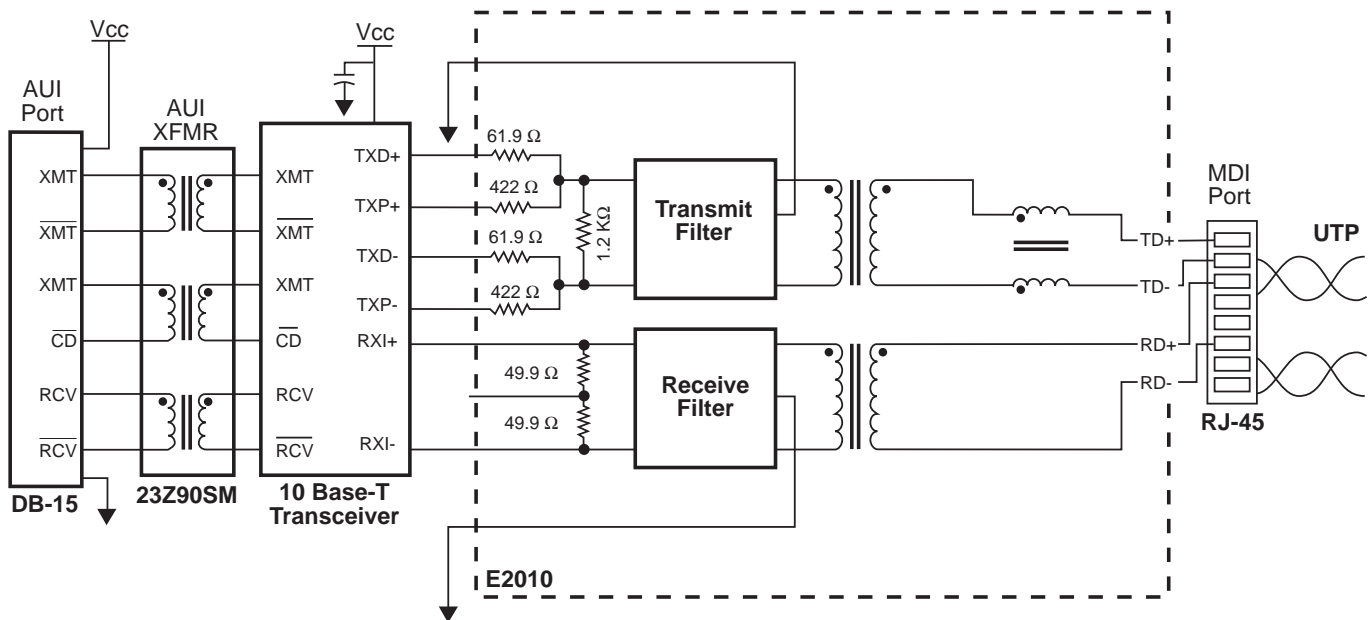 Vcc
AUI
Port
XMT
XMT
XMT
CD
RCV
RCV
DB-15
AUI
XFMR
23Z90SM
Vcc
XMT
XMT
XMT
CD
RCV
RCV
TXD+
TXP+
TXD-
TXP-
RXI+
RXI-
10 Base-T
Transceiver
61.9 Ω
422 Ω
61.9 Ω
422 Ω
1.2 KΩ
49.9 Ω
49.9 Ω
Transmit
Filter
Receive
Filter
E2010
TD+
TD-
RD+
RD-
MDI
Port
RJ-45
UTP